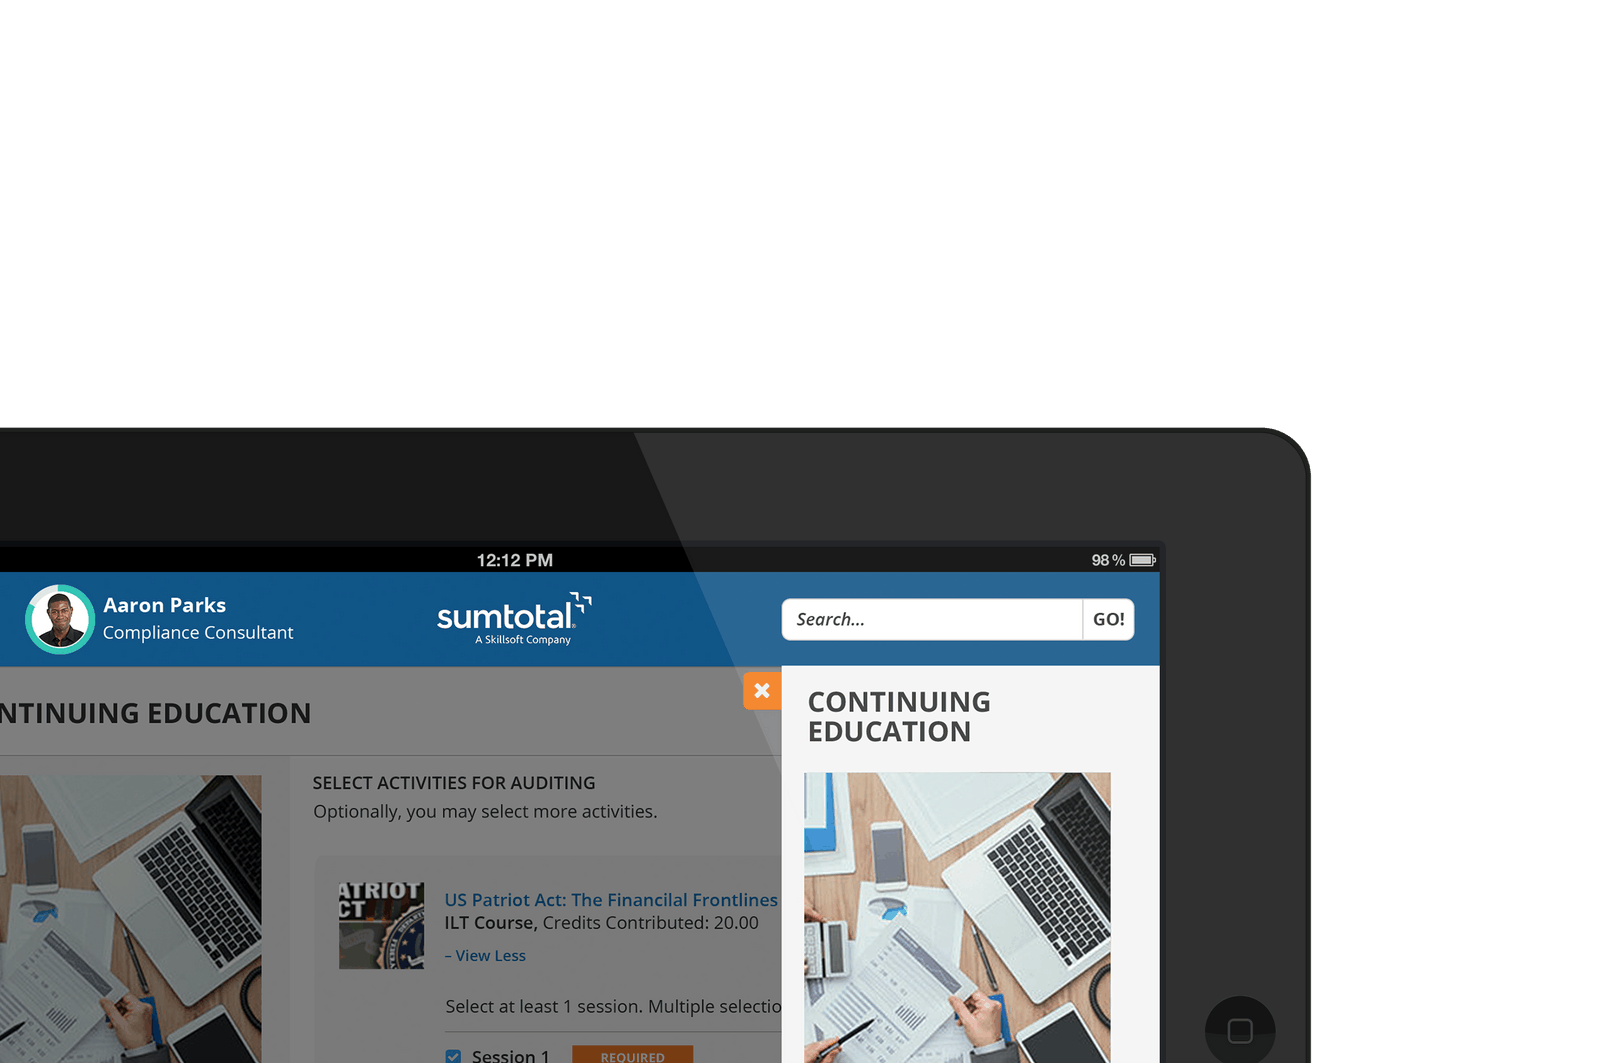 12:12 PM
98 %
Aaron Parks
Compliance Consultant
sumtotal
A Skillsoft Company
Search...
GO!
NTINUING EDUCATION
CONTINUING
EDUCATION
SELECT ACTIVITIES FOR AUDITING
Optionally, you may select more activities.
ATRIOT
CT
US Patriot Act: The Financilal Frontlines
ILT Course, Credits Contributed: 20.00
– View Less
Select at least 1 session. Multiple selectio
Session 1
REQUIRED